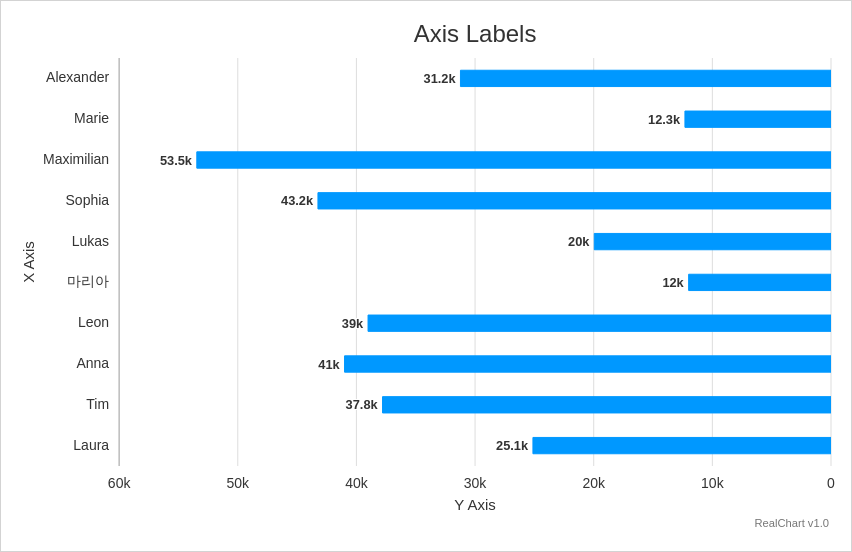 Axis Labels
Alexander 31.2k
Marie 12.3k
Maximilian 53.5k
Sophia 43.2k
Lukas 20k
X Axis
마리아 12k
Leon 39k
Anna 41k
Tim 37.8k
Laura 25.1k
60k 50k 40k 30k 20k 10k 0
Y Axis
RealChart v1.0